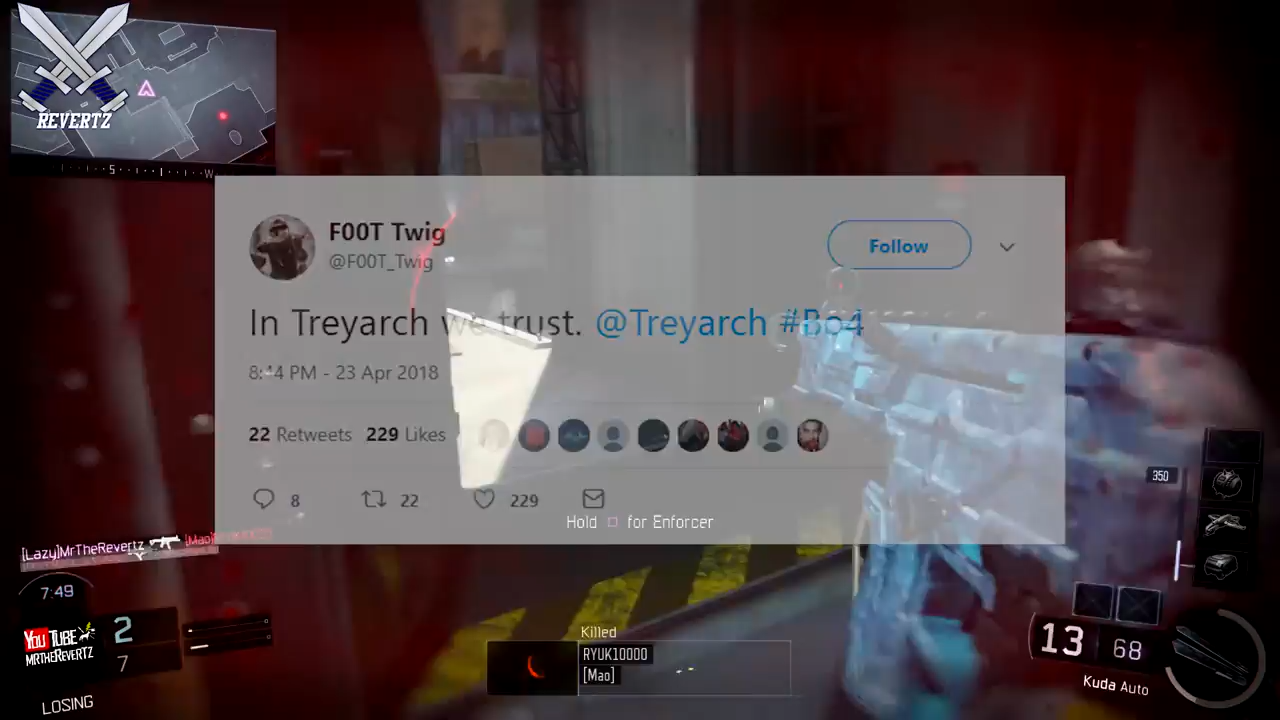 REVERTZ
S
W
F00T Twig
@F00T_Twig
Follow
In Treyarch we trust. @Treyarch #Bo4
8:44 PM - 23 Apr 2018
22 Retweets 229 Likes
8
22
229
Hold for Enforcer
350
[Lazy]MrTheRevertz [Mao]
7:49
YOUTUBE
MRTHEREVERTZ
2
7
LOSING
Killed
RYUK10000
[Mao]
13 68
Kuda Auto